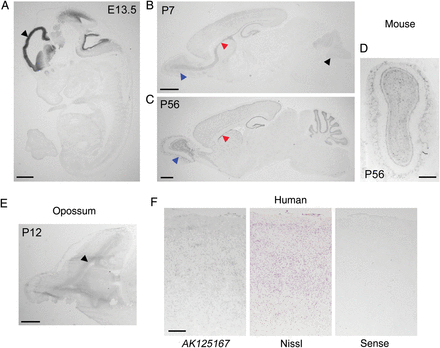 A
E13.5
B
P7
Mouse
C
P56
D
P56
E
Opossum
P12
F
Human
AK125167 Nissl Sense